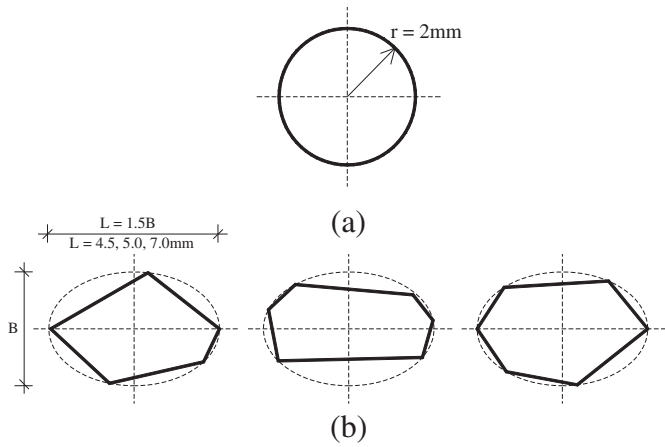 r = 2mm
(a)
L = 1.5B
L = 4.5, 5.0, 7.0mm
B
(b)